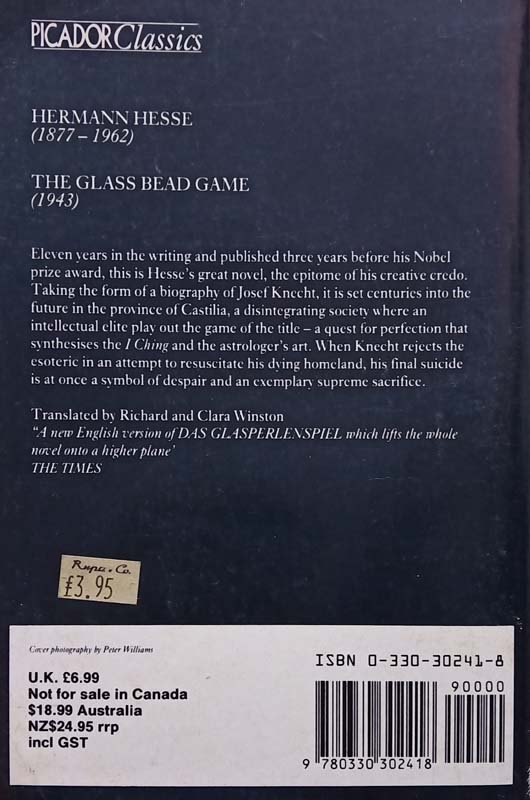 PICADORClassics
HERMANN HESSE
(1877 – 1962)
THE GLASS BEAD GAME
(1943)
Eleven years in the writing and published three years before his Nobel
prize award, this is Hesse's great novel, the epitome of his creative credo.
Taking the form of a biography of Josef Knecht, it is set centuries into the
future in the province of Castilia, a disintegrating society where an
intellectual elite play out the game of the title – a quest for perfection that
synthesises the I Ching and the astrologer's art. When Knecht rejects the
esoteric in an attempt to resuscitate his dying homeland, his final suicide
is at once a symbol of despair and an exemplary supreme sacrifice.
Translated by Richard and Clara Winston
"A new English version of DAS GLASPERLENSPIEL which lifts the whole
novel onto a higher plane'
THE TIMES
Rupa. Co.
£3.95
Cover photography by Peter Williams
U.K. £6.99
Not for sale in Canada
$18.99 Australia
NZ$24.95 rrp
incl GST
ISBN 0-330-30241-8
90000
9 780330 302418